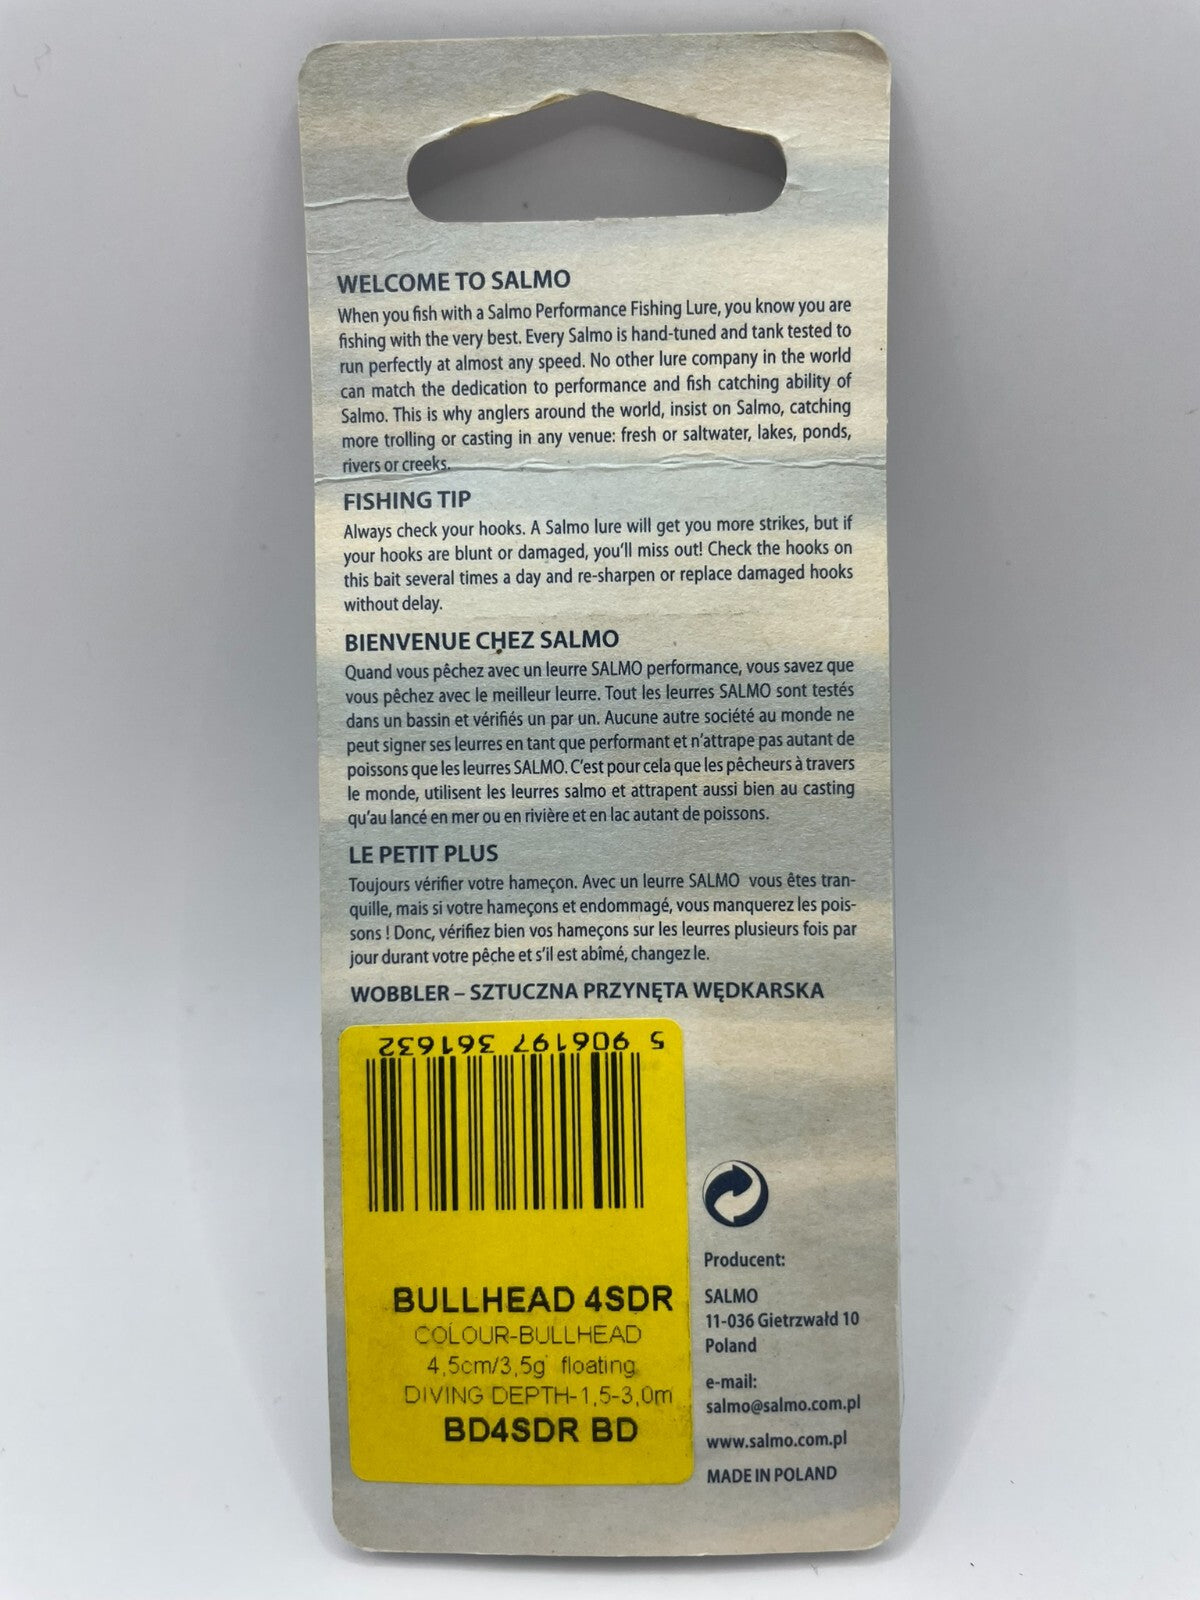 WELCOME TO SALMO
When you fish with a Salmo Performance Fishing Lure, you know you are
fishing with the very best. Every Salmo is hand-tuned and tank tested to
run perfectly at almost any speed. No other lure company in the world
can match the dedication to performance and fish catching ability of
Salmo. This is why anglers around the world, insist on Salmo, catching
more trolling or casting in any venue: fresh or saltwater, lakes, ponds,
rivers or creeks.
FISHING TIP
Always check your hooks. A Salmo lure will get you more strikes, but if
your hooks are blunt or damaged, you'll miss out! Check the hooks on
this bait several times a day and re-sharpen or replace damaged hooks
without delay.
BIENVENUE CHEZ SALMO
Quand vous pêchez avec un leurre SALMO performance, vous savez que
vous pêchez avec le meilleur leurre. Tout les leurres SALMO sont testés
dans un bassin et vérifiés un par un. Aucune autre société au monde ne
peut signer ses leurres en tant que performant et n'attrape pas autant de
poissons que les leurres SALMO. C'est pour cela que les pêcheurs à travers
le monde, utilisent les leurres salmo et attrapent aussi bien au casting
qu'au lancé en mer ou en rivière et en lac autant de poissons.
LE PETIT PLUS
Toujours vérifier votre hameçon. Avec un leurre SALMO vous êtes tran-
quille, mais si votre hameçons et endommagé, vous manquerez les pois-
sons ! Donc, vérifiez bien vos hameçons sur les leurres plusieurs fois par
jour durant votre pêche et s'il est abîmé, changez le.
WOBBLER – SZTUCZNA PRZYNĘTA WĘDKARSKA
5 906197 361632
BULLHEAD 4SDR
COLOUR-BULLHEAD
4,5cm/3,5g floating
DIVING DEPTH-1,5-3,0m
BD4SDR BD
Producent:
SALMO
11-036 Gietrzwałd 10
Poland
e-mail:
salmo@salmo.com.pl
www.salmo.com.pl
MADE IN POLAND